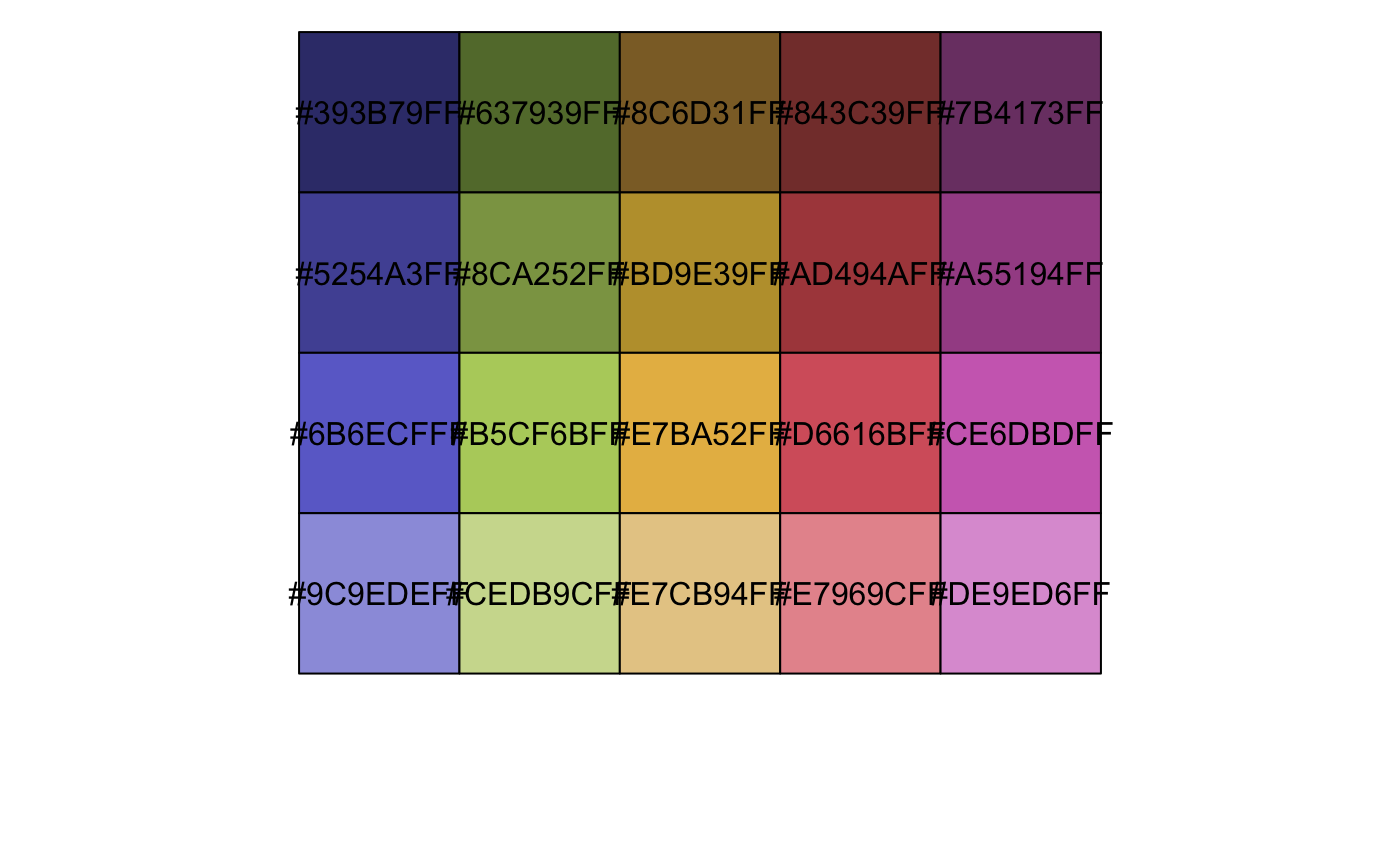 #393B79FF #637939FF #8C6D31FF #843C39FF #7B4173FF
#5254A3FF #8CA252FF #BD9E39FF #AD494AFF #A55194FF
#6B6ECFFF #B5CF6BFF #E7BA52FF #D6616BFF #CE6DBDFF
#9C9EDEFF #CEDB9CFF #E7CB94FF #E7969CFF #DE9ED6FF